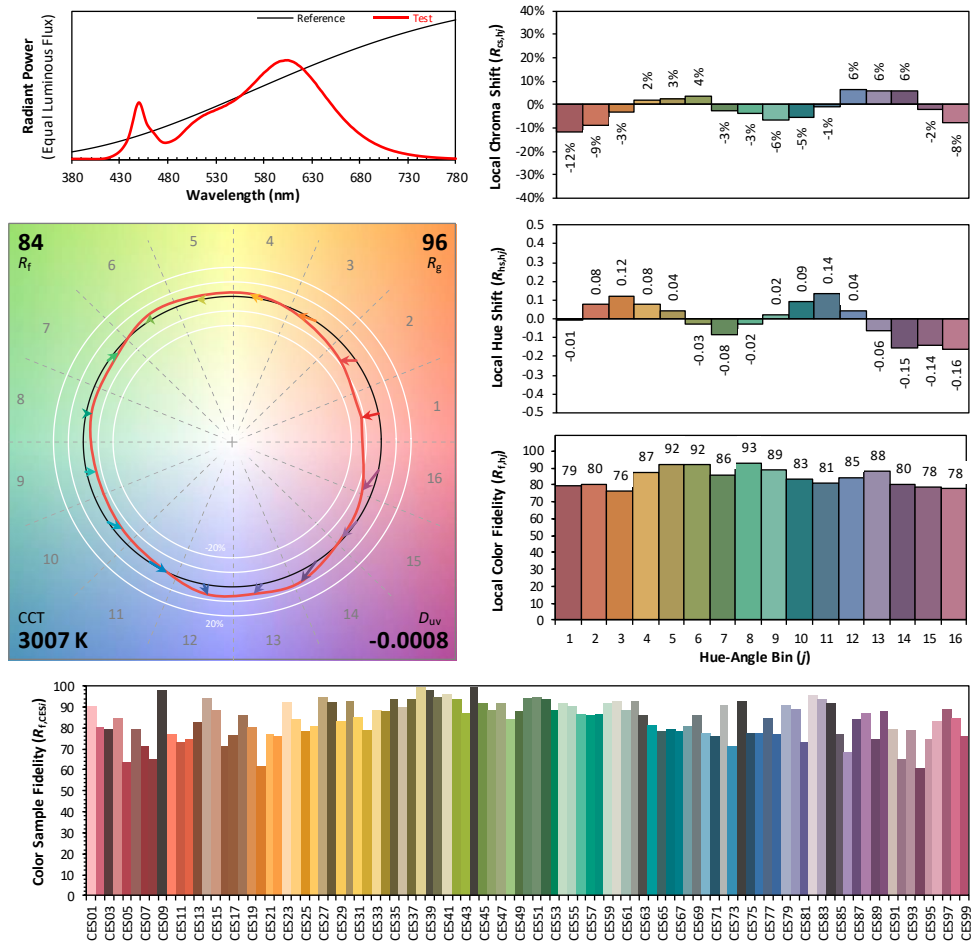 Reference
Test
Radiant Power
(Equal Luminous Flux)
380 430 480 530 580 630 680 730 780
Wavelength (nm)
Local Chroma Shift (Rcs,hj)
40%
30%
20%
10%
0%
-10%
-20%
-30%
-40%
-12% -9% -3% 2% 3% 4% -3% -3% -6% -5% -1% 6% 6% 6% -2% -8%
84
Rf
96
Rg
5 4
6 3
7 2
8 1
9 16
10 15
11 14
12 13
-20%
20%
CCT
3007 K
Duv
-0.0008
Local Hue Shift (Rhs,hj)
0.5
0.4
0.3
0.2
0.1
0.0
-0.1
-0.2
-0.3
-0.4
-0.5
-0.01 0.08 0.12 0.08 0.04 -0.03 -0.08 -0.02 0.02 0.09 0.14 0.04 -0.06 -0.15 -0.14 -0.16
Local Color Fidelity (Rf,hj)
100
90
80
70
60
50
40
30
20
10
0
79 80 76 87 92 92 86 93 89 83 81 85 88 80 78 78
1 2 3 4 5 6 7 8 9 10 11 12 13 14 15 16
Hue-Angle Bin (j)
Color Sample Fidelity (Rf,CESi)
100
90
80
70
60
50
40
30
20
10
0
CES01 CES03 CES05 CES07 CES09 CES11 CES13 CES15 CES17 CES19 CES21 CES23 CES25 CES27 CES29 CES31 CES33 CES35 CES37 CES39 CES41 CES43 CES45 CES47 CES49 CES51 CES53 CES55 CES57 CES59 CES61 CES63 CES65 CES67 CES69 CES71 CES73 CES75 CES77 CES79 CES81 CES83 CES85 CES87 CES89 CES91 CES93 CES95 CES97 CES99